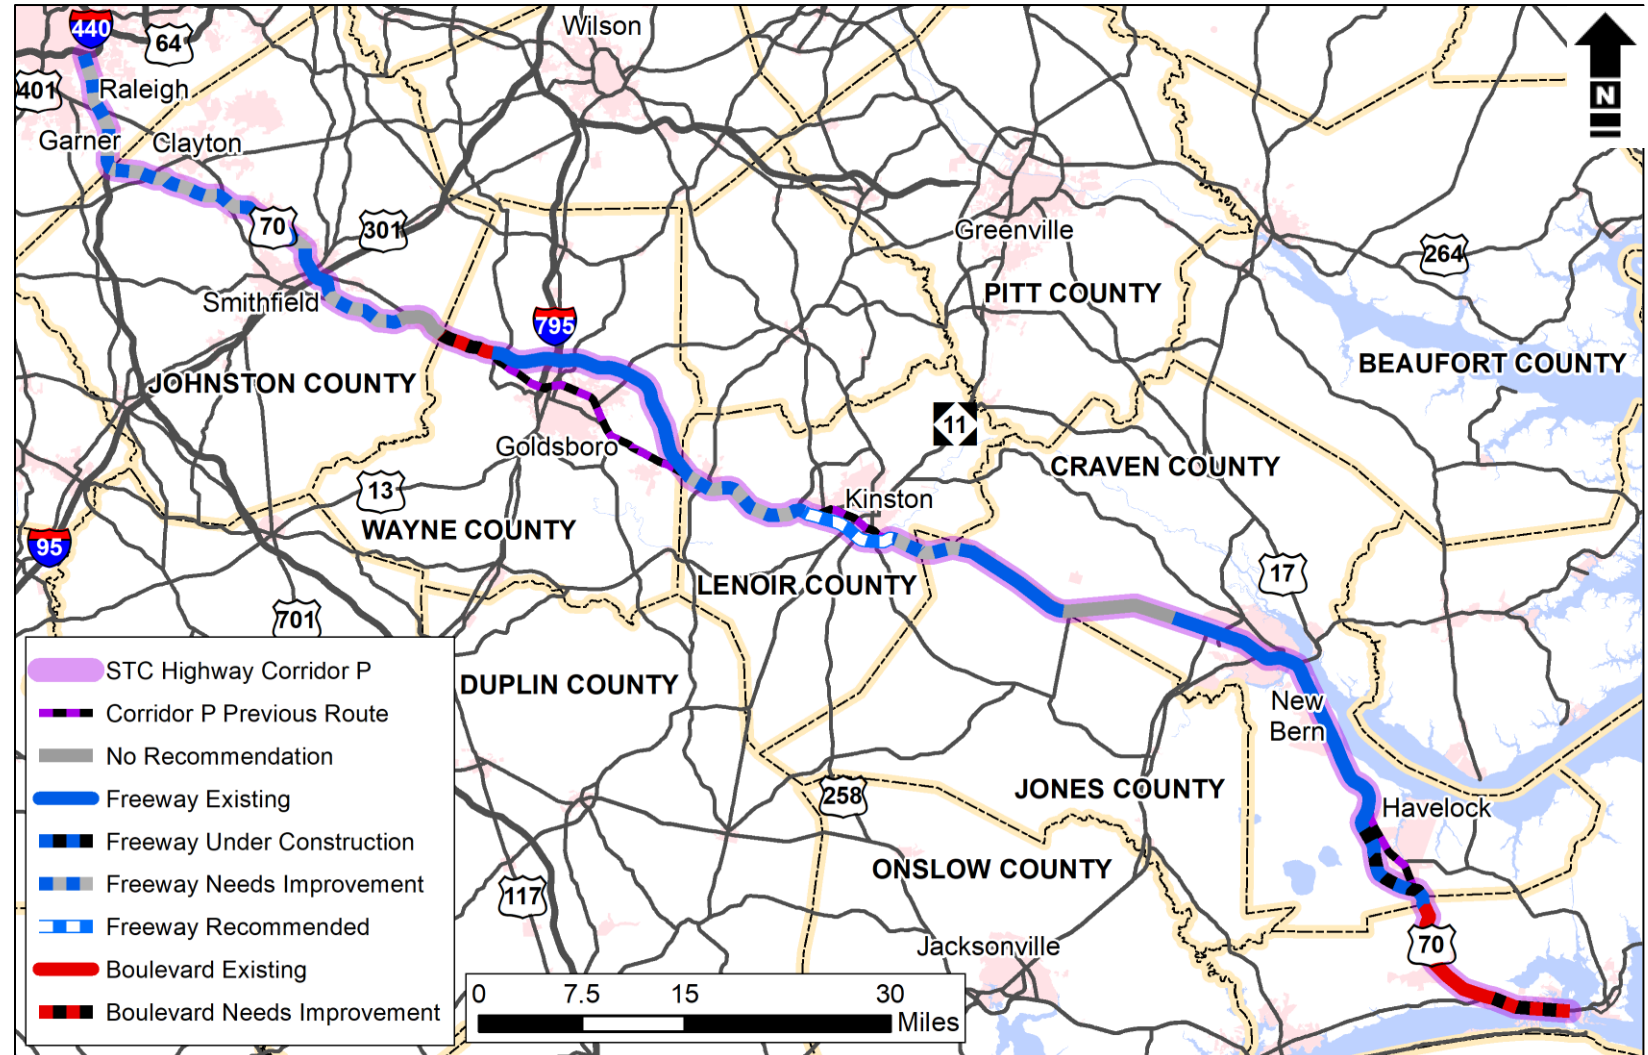 440
64
Wilson
401
Raleigh
N
Garner
Clayton
70
301
Greenville
264
Smithfield
PITT COUNTY
795
BEAUFORT COUNTY
JOHNSTON COUNTY
11
Goldsboro
CRAVEN COUNTY
13
Kinston
WAYNE COUNTY
95
17
LENOIR COUNTY
701
STC Highway Corridor P
DUPLIN COUNTY
New
Bern
Corridor P Previous Route
No Recommendation
Freeway Existing
258
JONES COUNTY
Havelock
Freeway Under Construction
ONSLOW COUNTY
Freeway Needs Improvement
117
Freeway Recommended
Jacksonville
70
Boulevard Existing
Boulevard Needs Improvement
0 7.5 15 30
Miles